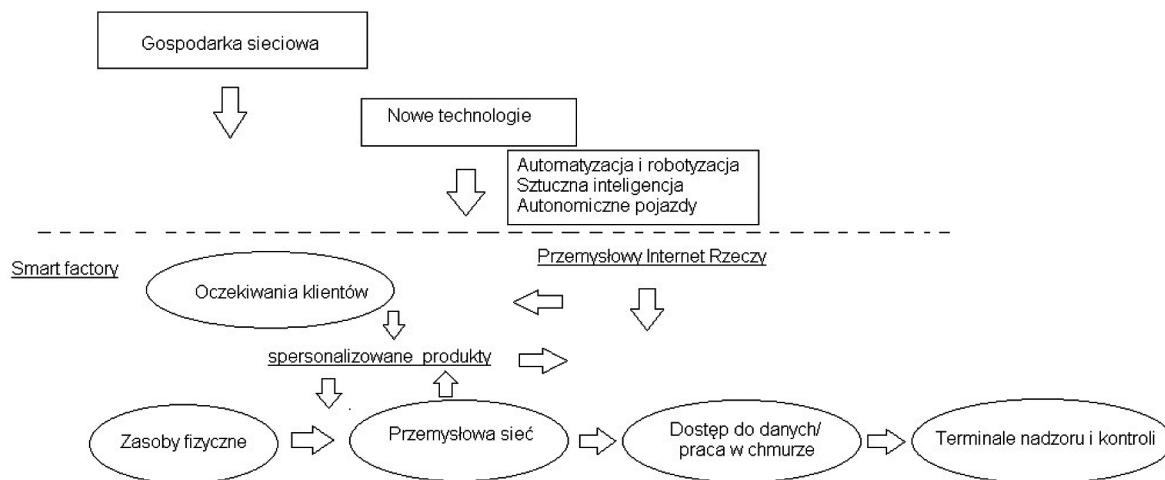 Gospodarka sieciowa
Nowe technologie
Automatyzacja i robotyzacja
Sztuczna inteligencja
Autonomiczne pojazdy
Smart factory
Przemysłowy Internet Rzeczy
Oczekiwania klientów
spersonalizowane produkty
Zasoby fizyczne
Przemysłowa sieć
Dostęp do danych/
praca w chmurze
Terminale nadzoru i kontroli